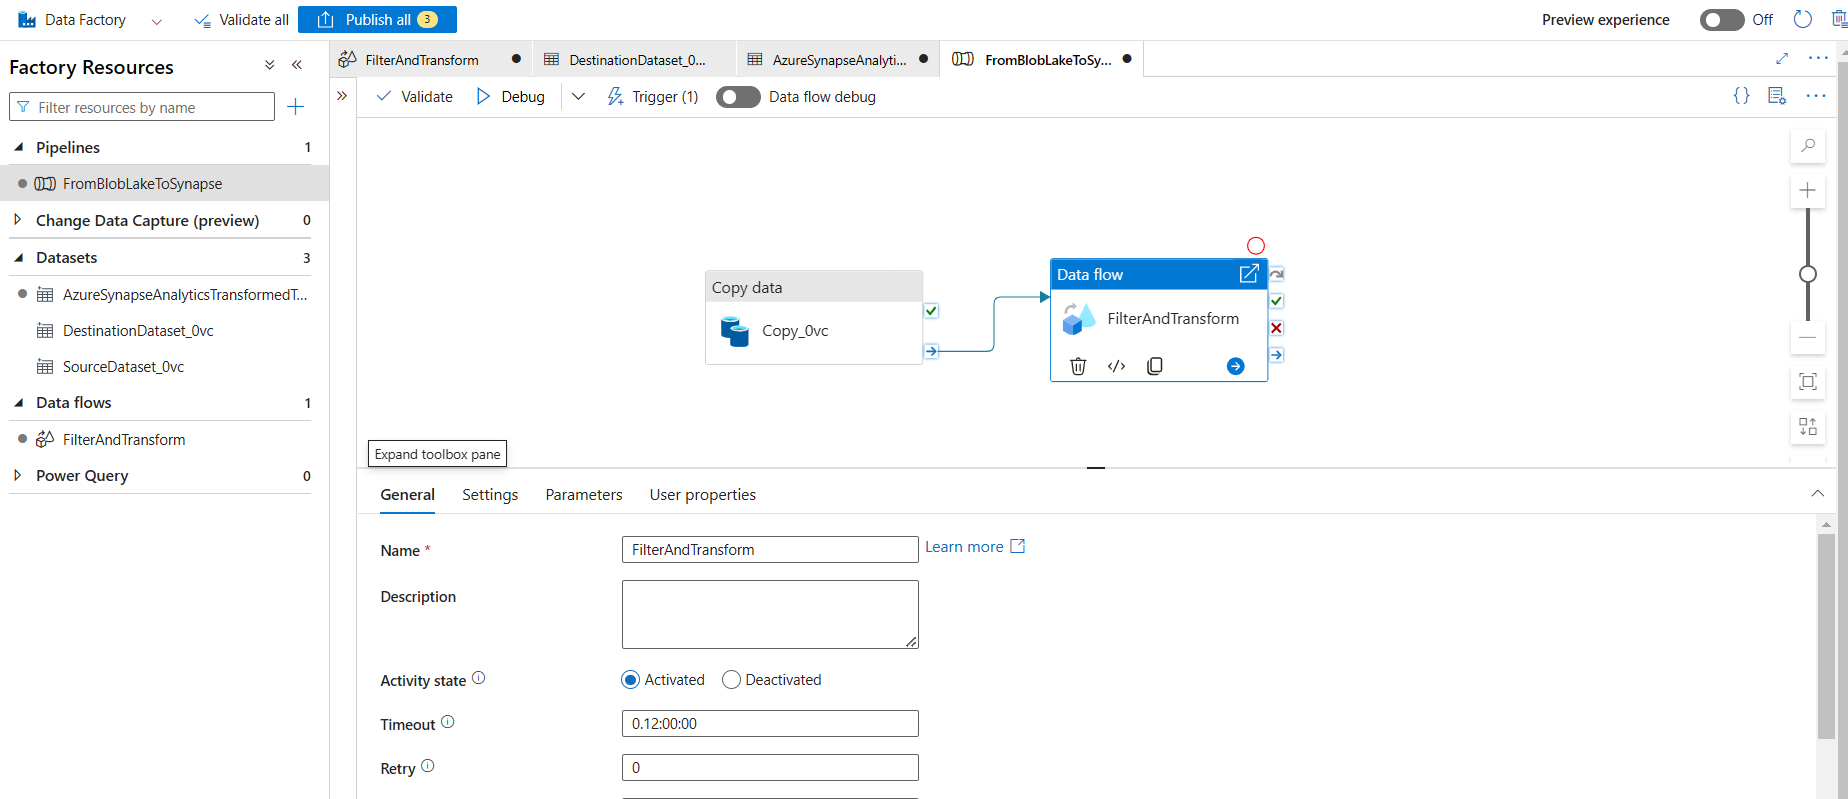 Data Factory
Validate all
Publish all 3
Preview experience
Off
Factory Resources
Filter resources by name
Pipelines 1
FromBlobLakeToSynapse
Change Data Capture (preview) 0
Datasets 3
AzureSynapseAnalyticsTransformedT...
DestinationDataset_0vc
SourceDataset_0vc
Data flows 1
FilterAndTransform
Power Query 0
FilterAndTransform
DestinationDataset_0...
AzureSynapseAnalyti...
FromBlobLakeToSy...
Validate
Debug
Trigger (1)
Data flow debug
Copy data
Copy_0vc
Data flow
FilterAndTransform
Expand toolbox pane
General
Settings
Parameters
User properties
Name *
FilterAndTransform
Learn more
Description
Activity state
Activated
Deactivated
Timeout
0.12:00:00
Retry
0